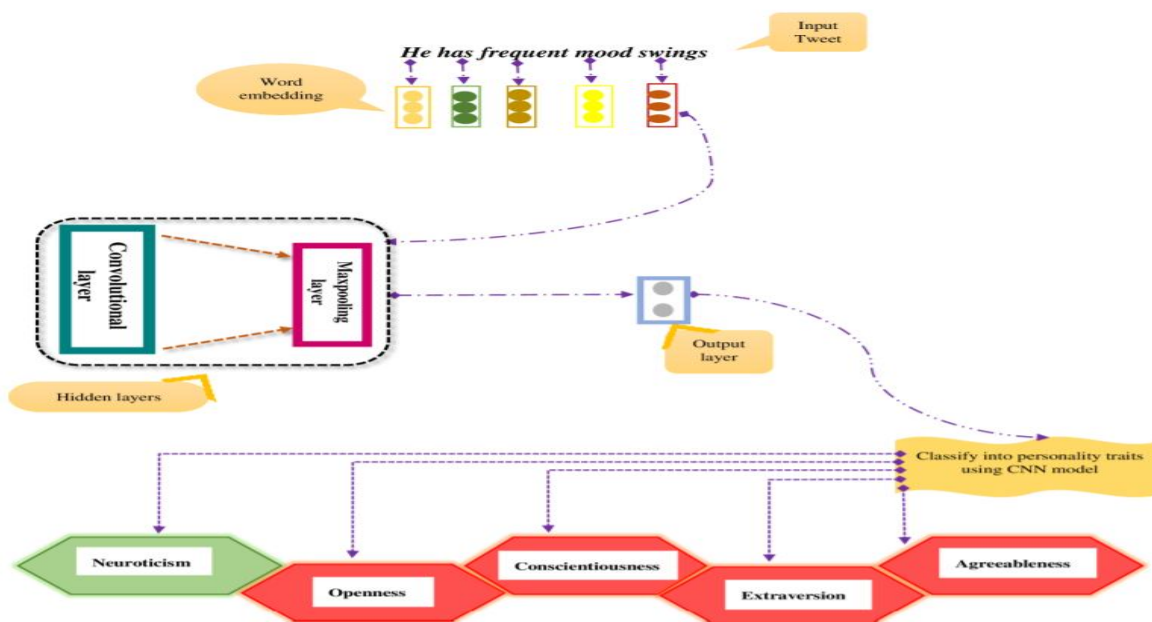 Input
Tweet
He has frequent mood swings
Word
embedding
Convolutional
layer
Maxpooling
layer
Output
layer
Hidden layers
Classify into personality traits
using CNN model
Neuroticism
Openness
Conscientiousness
Extraversion
Agreeableness